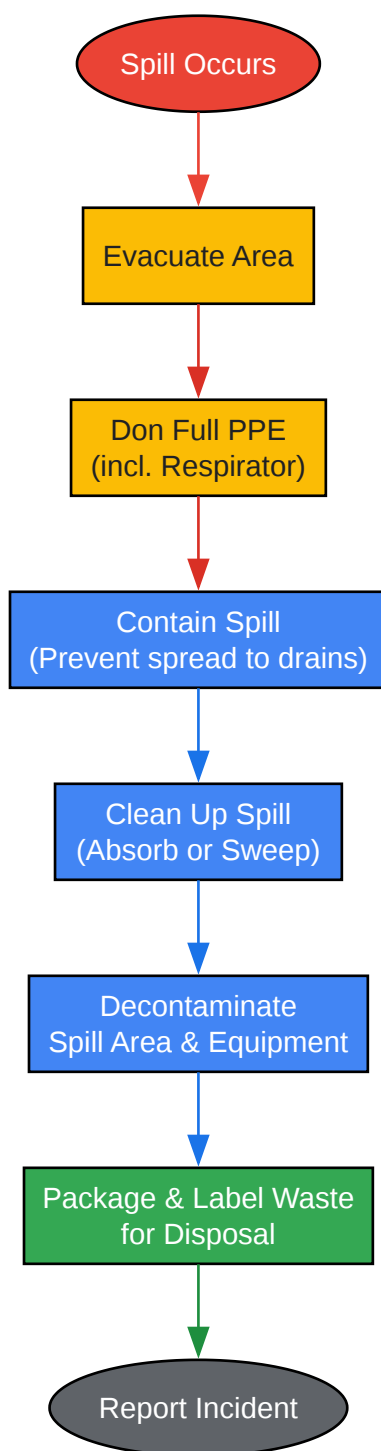 Spill Occurs
Evacuate Area
Don Full PPE
(incl. Respirator)
Contain Spill
(Prevent spread to drains)
Clean Up Spill
(Absorb or Sweep)
Decontaminate
Spill Area & Equipment
Package & Label Waste
for Disposal
Report Incident